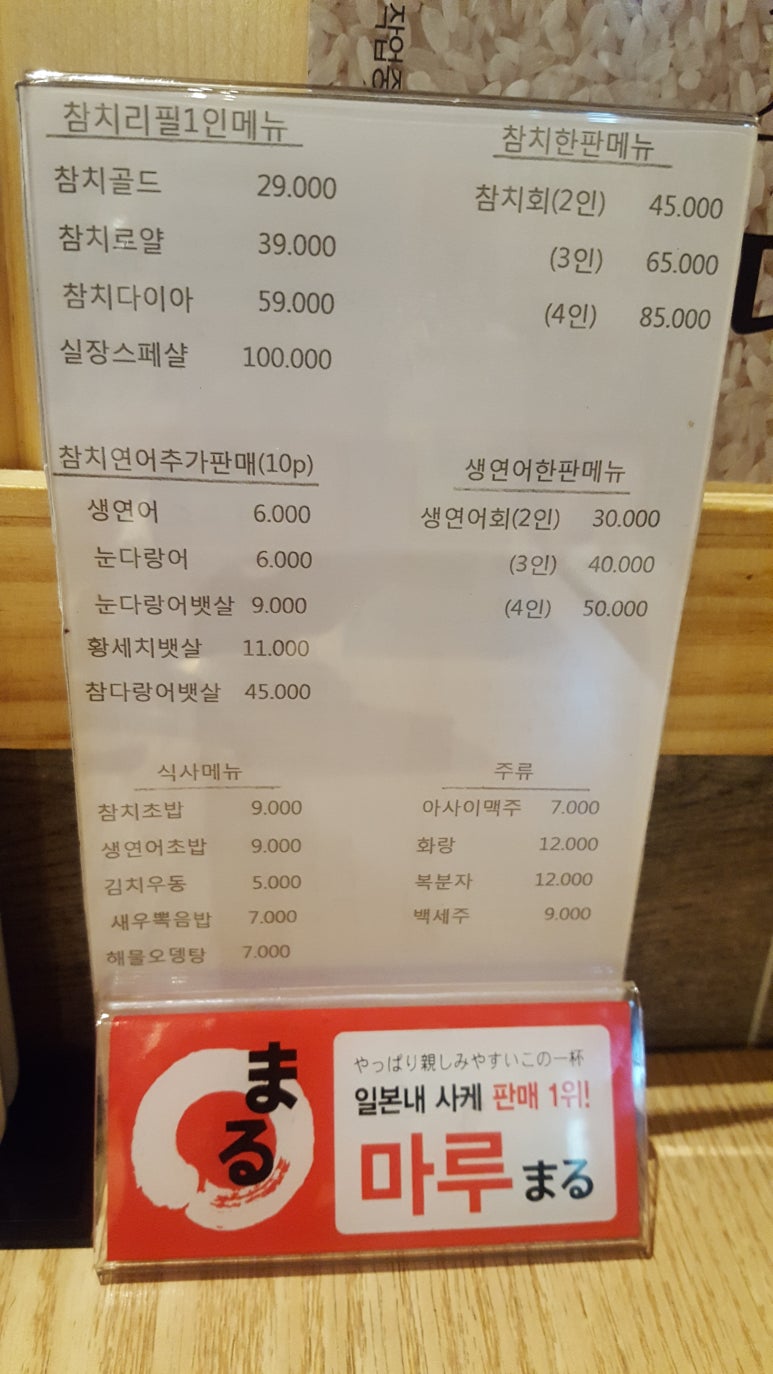 작업중
참치리필1인메뉴
참치골드 29.000
참치로얄 39.000
참치다이아 59.000
실장스페샬 100.000
참치한판메뉴
참치회(2인) 45.000
(3인) 65.000
(4인) 85.000
참치연어추가판매(10p)
생연어 6.000
눈다랑어 6.000
눈다랑어뱃살 9.000
황세치뱃살 11.000
참다랑어뱃살 45.000
생연어한판메뉴
생연어회(2인) 30.000
(3인) 40.000
(4인) 50.000
식사메뉴
참치초밥 9.000
생연어초밥 9.000
김치우동 5.000
새우뽁음밥 7.000
해물오뎅탕 7.000
주류
아사이맥주 7.000
화랑 12.000
복분자 12.000
백세주 9.000
まる
やっぱり親しみやすいこの一杯
일본내 사케 판매 1위!
마루 まる